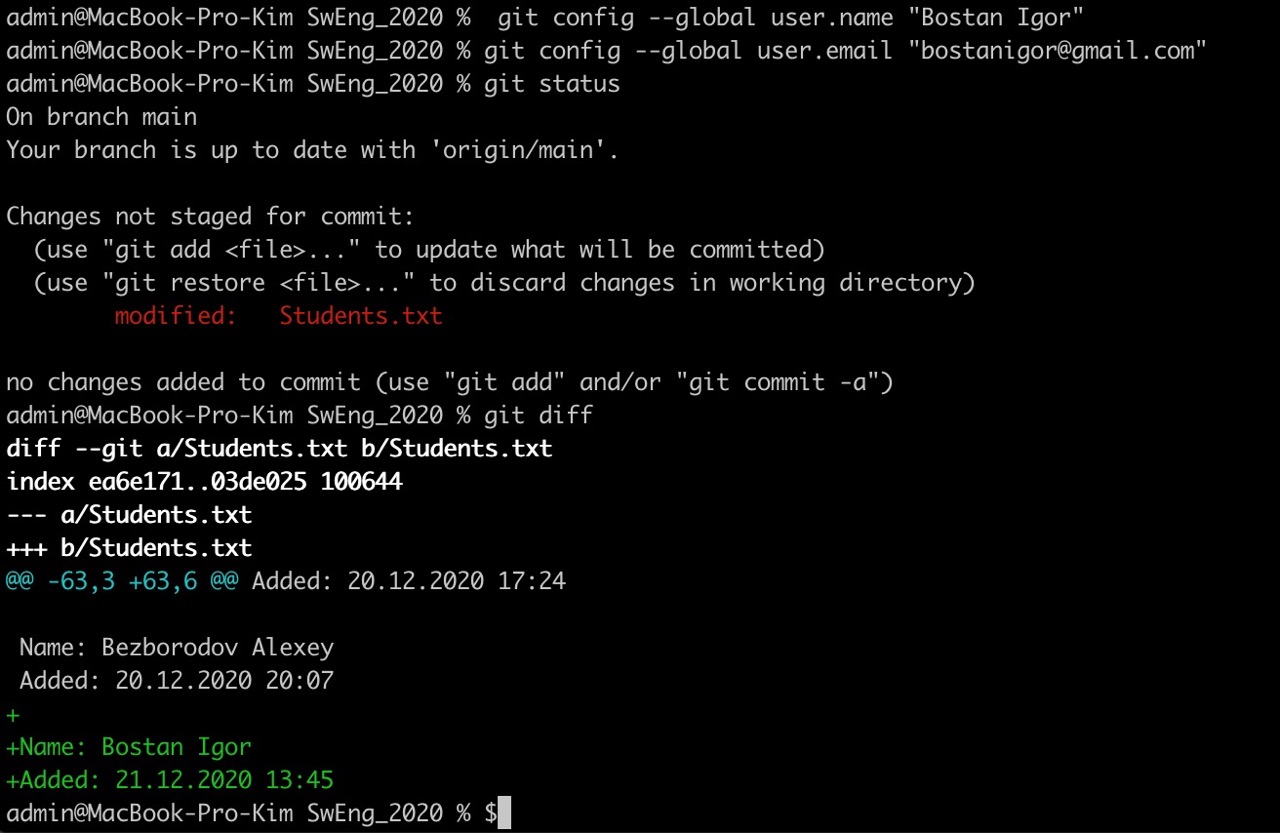 admin@MacBook-Pro-Kim SwEng_2020 %  git config --global user.name "Bostan Igor"
admin@MacBook-Pro-Kim SwEng_2020 % git config --global user.email "bostanigor@gmail.com"
admin@MacBook-Pro-Kim SwEng_2020 % git status
On branch main
Your branch is up to date with 'origin/main'.

Changes not staged for commit:
  (use "git add <file>..." to update what will be committed)
  (use "git restore <file>..." to discard changes in working directory)
        modified:   Students.txt

no changes added to commit (use "git add" and/or "git commit -a")
admin@MacBook-Pro-Kim SwEng_2020 % git diff
diff --git a/Students.txt b/Students.txt
index ea6e171..03de025 100644
--- a/Students.txt
+++ b/Students.txt
@@ -63,3 +63,6 @@ Added: 20.12.2020 17:24

 Name: Bezborodov Alexey
 Added: 20.12.2020 20:07
+
+Name: Bostan Igor
+Added: 21.12.2020 13:45
admin@MacBook-Pro-Kim SwEng_2020 % $